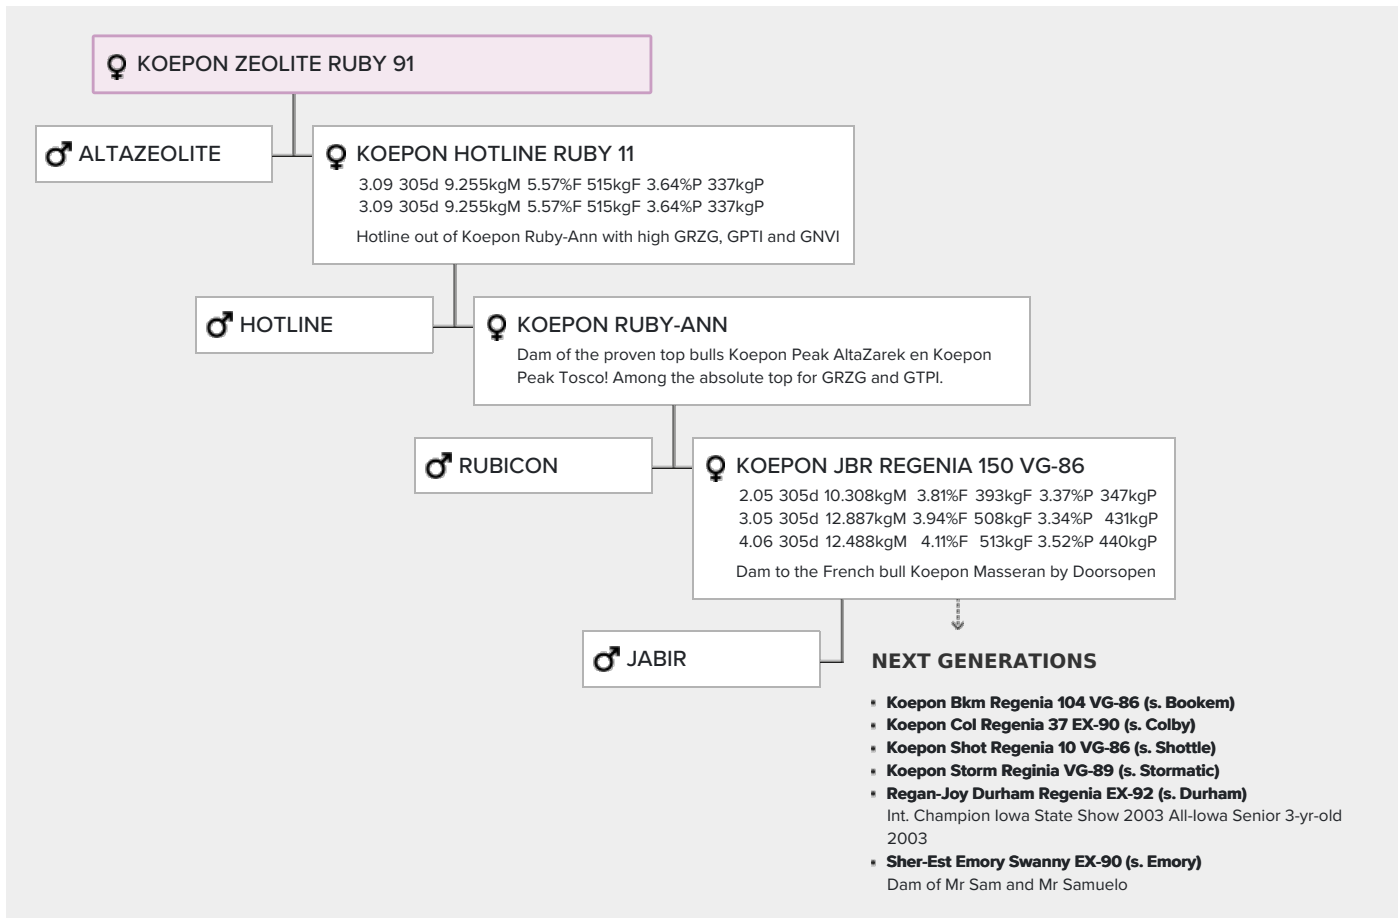 KOEPON ZEOLITE RUBY 91
ALTAZEOLITE
KOEPON HOTLINE RUBY 11
3.09 305d 9.255kgM 5.57%F 515kgF 3.64%P 337kgP
3.09 305d 9.255kgM 5.57%F 515kgF 3.64%P 337kgP
Hotline out of Koepon Ruby-Ann with high GRZG, GPTI and GNVI
HOTLINE
KOEPON RUBY-ANN
Dam of the proven top bulls Koepon Peak AltaZarek en Koepon
Peak Tosco! Among the absolute top for GRZG and GTPI.
RUBICON
KOEPON JBR REGENIA 150 VG-86
2.05 305d 10.308kgM 3.81%F 393kgF 3.37%P 347kgP
3.05 305d 12.887kgM 3.94%F 508kgF 3.34%P 431kgP
4.06 305d 12.488kgM 4.11%F 513kgF 3.52%P 440kgP
Dam to the French bull Koepon Masseran by Doorsopen
JABIR
NEXT GENERATIONS
Koepon Bkm Regenia 104 VG-86 (s. Bookem)
Koepon Col Regenia 37 EX-90 (s. Colby)
Koepon Shot Regenia 10 VG-86 (s. Shottle)
Koepon Storm Reginia VG-89 (s. Stormatic)
Regan-Joy Durham Regenia EX-92 (s. Durham)
Int. Champion Iowa State Show 2003 All-Iowa Senior 3-yr-old
2003
Sher-Est Emory Swanny EX-90 (s. Emory)
Dam of Mr Sam and Mr Samuelo